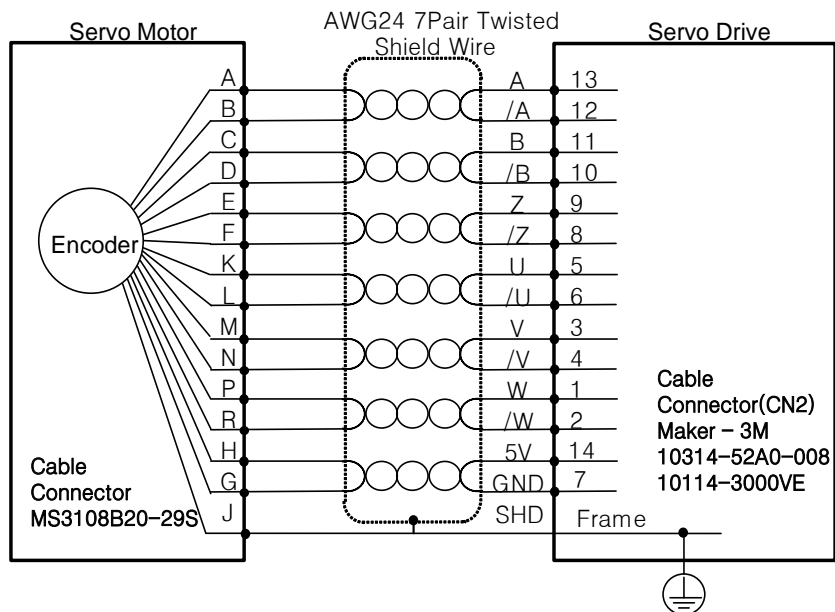 AWG24 7Pair Twisted
Shield Wire
Servo Motor
Servo Drive
A A 13
B /A 12
C B 11
D /B 10
E Z 9
F /Z 8
K U 5
L /U 6
M V 3
N /V 4
P W 1
R /W 2
H 5V 14
G GND 7
J SHD Frame
Encoder
Cable
Connector
MS3108B20-29S
Cable
Connector(CN2)
Maker - 3M
10314-52A0-008
10114-3000VE